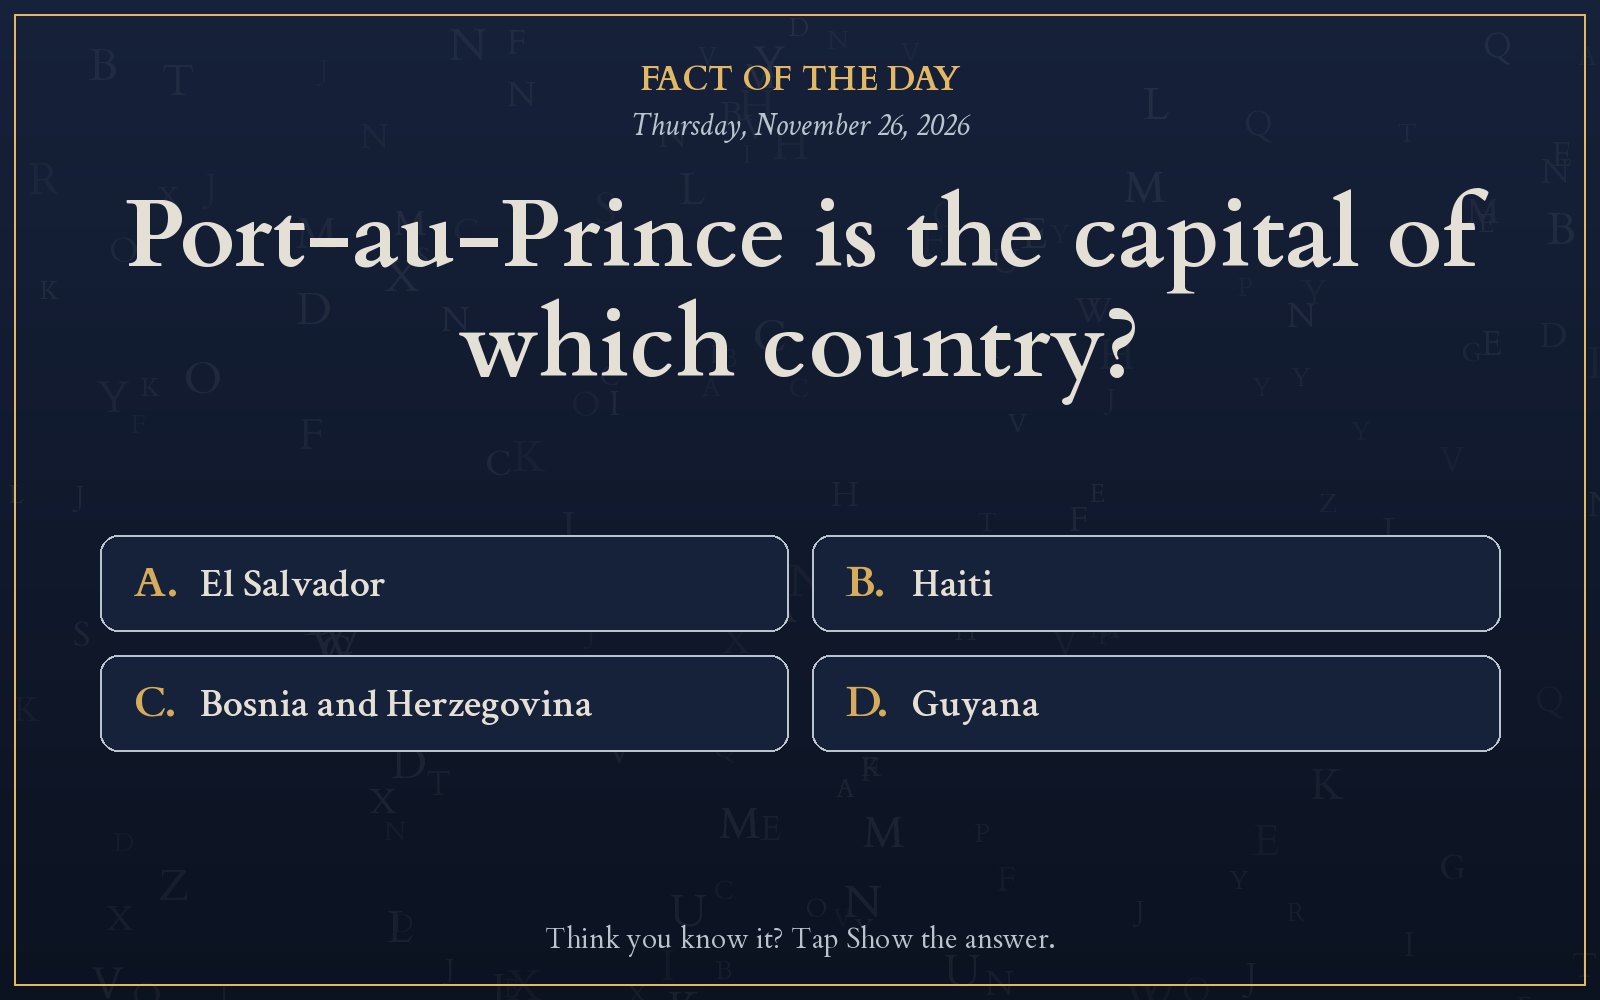 FACT OF THE DAY
Thursday, November 26, 2026
Port-au-Prince is the capital of
which country?
A. El Salvador
B. Haiti
C. Bosnia and Herzegovina
D. Guyana
Think you know it? Tap Show the answer.